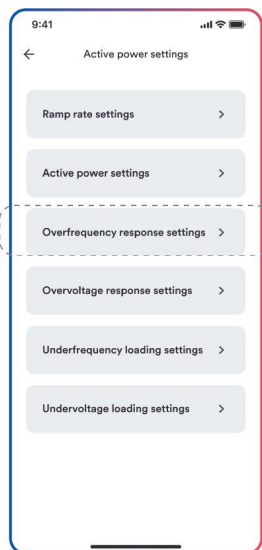 9:41
Active power settings
Ramp rate settings
Active power settings
Overfrequency response settings
Overvoltage response settings
Underfrequency loading settings
Undervoltage loading settings